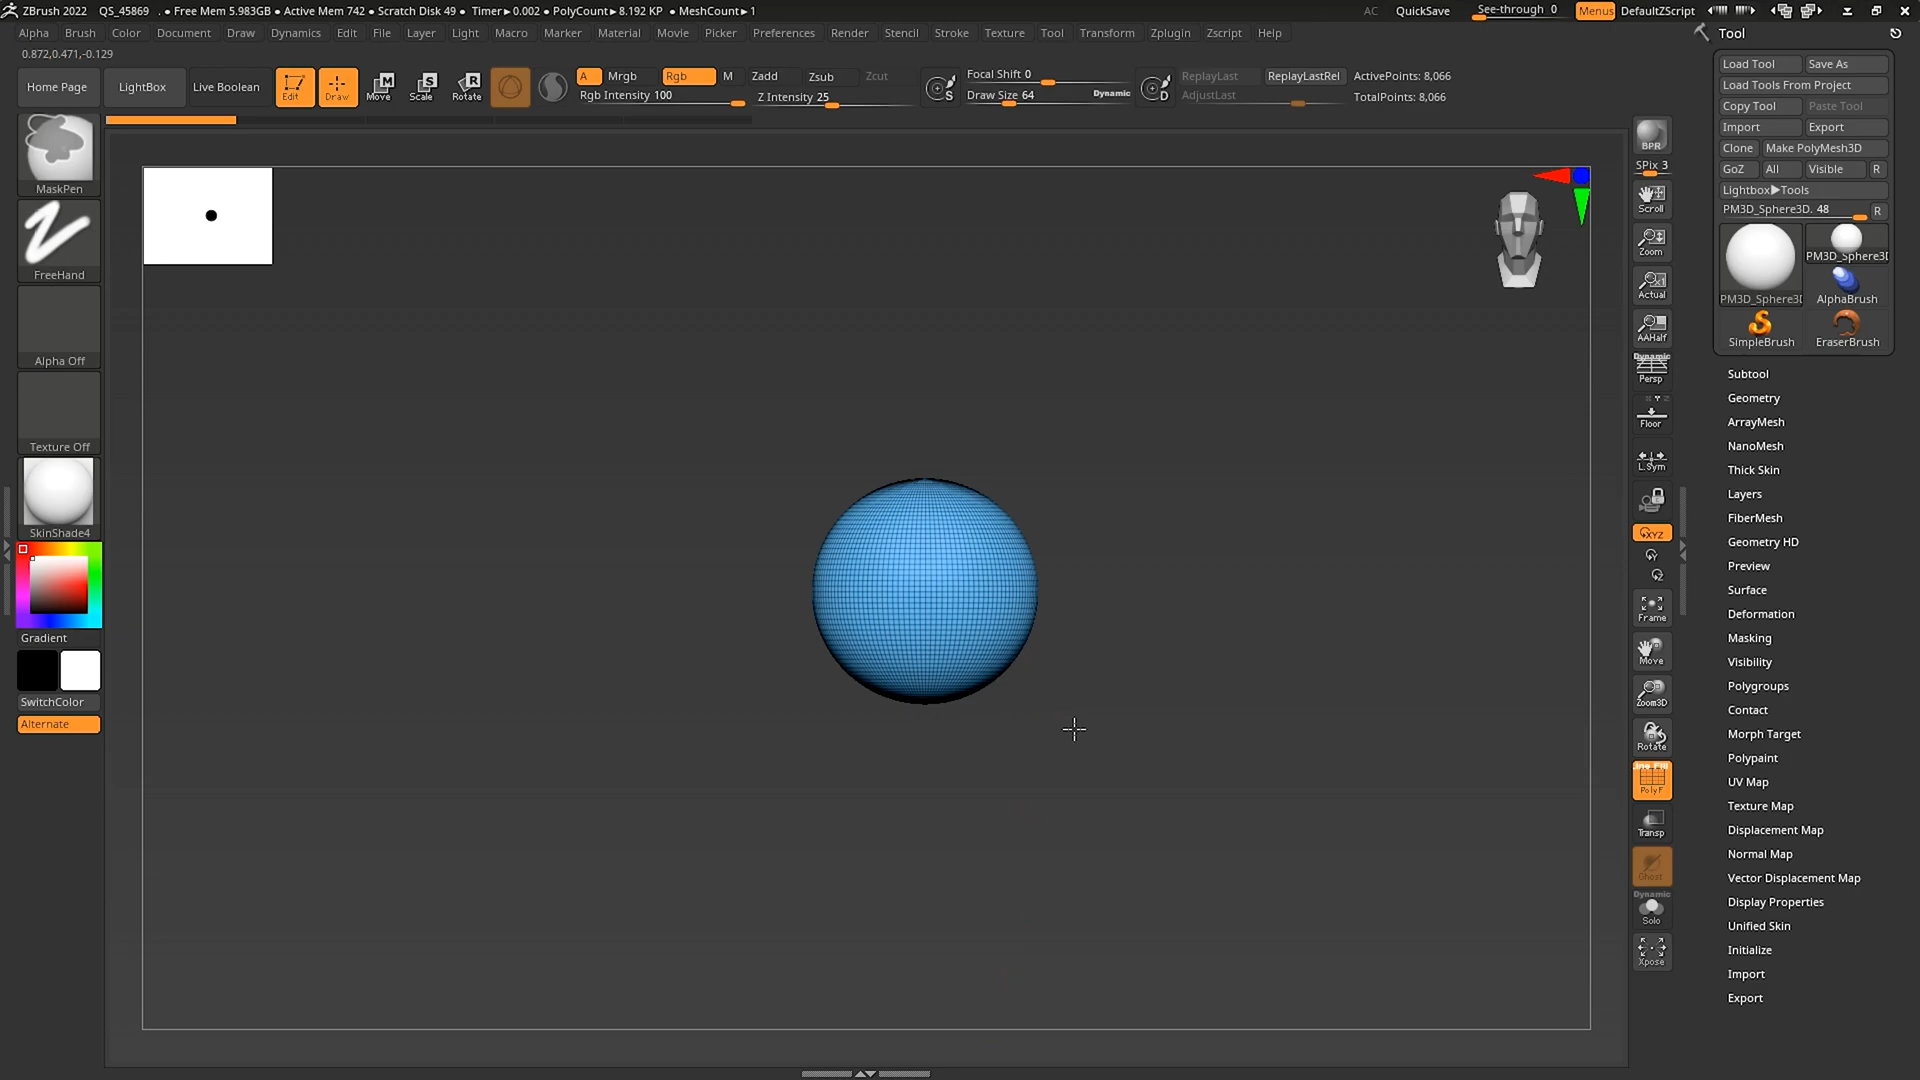 ZBrush 2022 QS_45869 . • Free Mem 5.983GB • Active Mem 742 • Scratch Disk 49 • Timer▸0.002 • PolyCount▸8.192 KP • MeshCount▸1 AC QuickSave See-through 0 Menus DefaultZScript
Alpha Brush Color Document Draw Dynamics Edit File Layer Light Macro Marker Material Movie Picker Preferences Render Stencil Stroke Texture Tool Transform Zplugin Zscript Help
Tool
0.872,0.471,-0.129
Home Page LightBox Live Boolean Edit Draw Move Scale Rotate
A Mrgb Rgb M Zadd Zsub Zcut
Rgb Intensity 100 Z Intensity 25
S Focal Shift 0
Draw Size 64 Dynamic
D ReplayLast ReplayLastRel
AdjustLast
ActivePoints: 8,066
TotalPoints: 8,066
MaskPen
FreeHand
Alpha Off
Texture Off
SkinShade4
Gradient
SwitchColor
Alternate
BPR
SPix 3
Scroll
Zoom
Actual
AAHalf
Dynamic
Persp
Floor
L.Sym
XYZ
Y
Z
Frame
Move
Zoom3D
Rotate
Line Fill
PolyF
Transp
Ghost
Dynamic
Solo
Xpose
Load Tool Save As
Load Tools From Project
Copy Tool Paste Tool
Import Export
Clone Make PolyMesh3D
GoZ All Visible R
Lightbox▶Tools
PM3D_Sphere3D. 48 R
PM3D_Sphere3D
PM3D_Sphere3D AlphaBrush
SimpleBrush EraserBrush
Subtool
Geometry
ArrayMesh
NanoMesh
Thick Skin
Layers
FiberMesh
Geometry HD
Preview
Surface
Deformation
Masking
Visibility
Polygroups
Contact
Morph Target
Polypaint
UV Map
Texture Map
Displacement Map
Normal Map
Vector Displacement Map
Display Properties
Unified Skin
Initialize
Import
Export